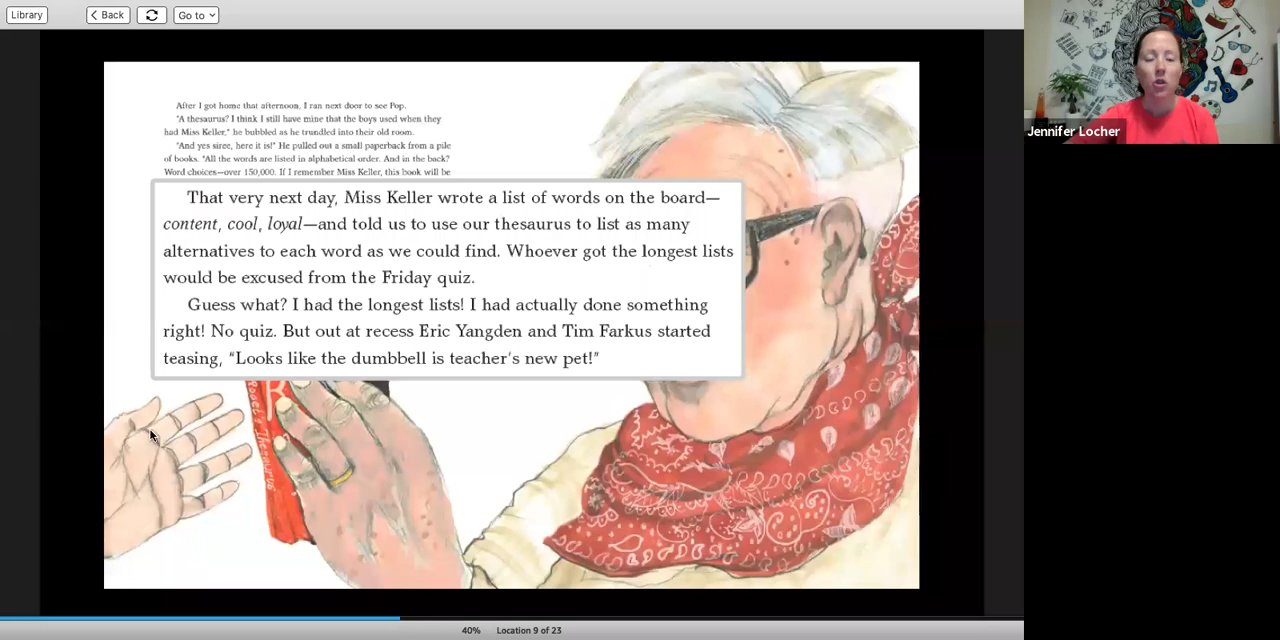 Library
Back
Go to
Jennifer Locher
After I got home that afternoon, I ran next door to see Pop.
"A thesaurus? I think I still have mine that the boys used when they
had Miss Keller," he bubbled as he trundled into their old room.
"And yes siree, here it is!" He pulled out a small paperback from a pile
of books. "All the words are listed in alphabetical order. And in the back?
Word choices—over 150,000. If I remember Miss Keller, this book will be
That very next day, Miss Keller wrote a list of words on the board—
content, cool, loyal—and told us to use our thesaurus to list as many
alternatives to each word as we could find. Whoever got the longest lists
would be excused from the Friday quiz.
Guess what? I had the longest lists! I had actually done something
right! No quiz. But out at recess Eric Yangden and Tim Farkus started
teasing, "Looks like the dumbbell is teacher's new pet!"
Roget's Thesaurus
40% Location 9 of 23